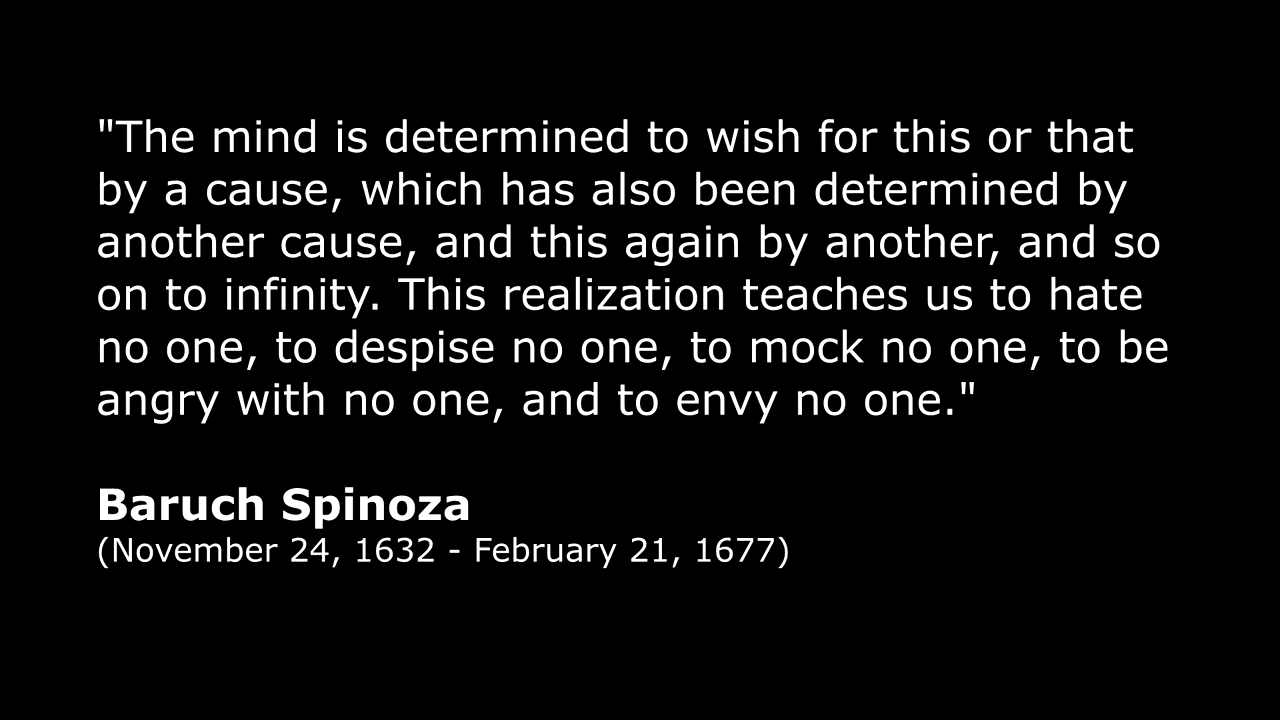 "The mind is determined to wish for this or that
by a cause, which has also been determined by
another cause, and this again by another, and so
on to infinity. This realization teaches us to hate
no one, to despise no one, to mock no one, to be
angry with no one, and to envy no one."
Baruch Spinoza
(November 24, 1632 - February 21, 1677)